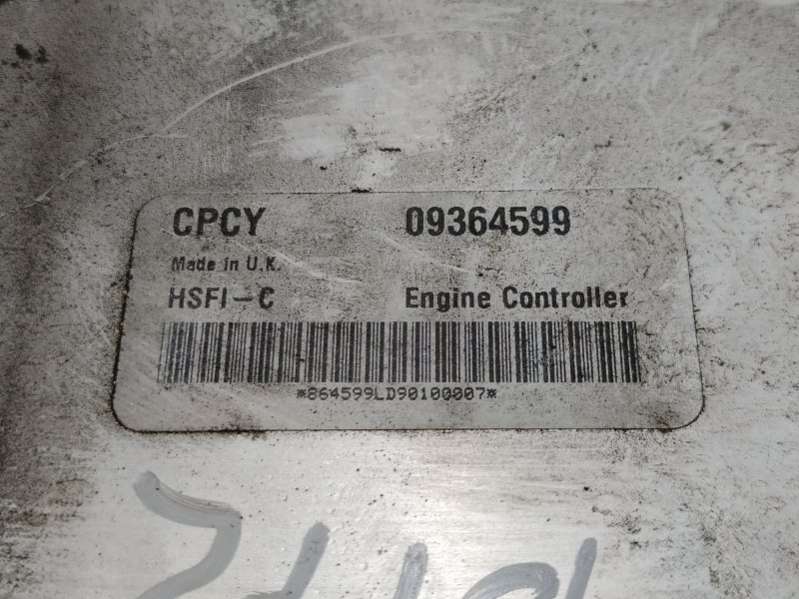 CPCY 09364599
Made in U.K.
HSFI-C Engine Controller
*864599LD90100007*